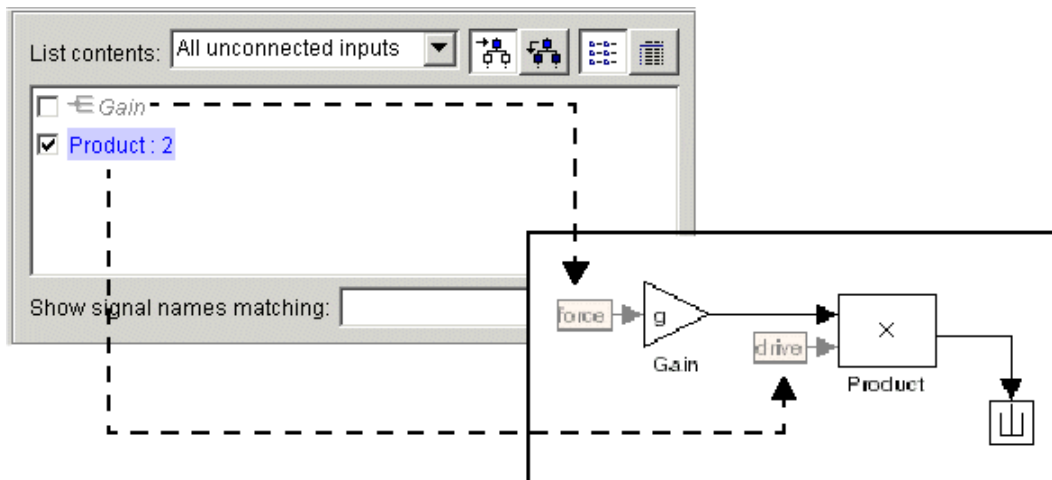 List contents: All unconnected inputs
Gain
Product : 2
Show signal names matching:
force
g
Gain
drive
×
Product